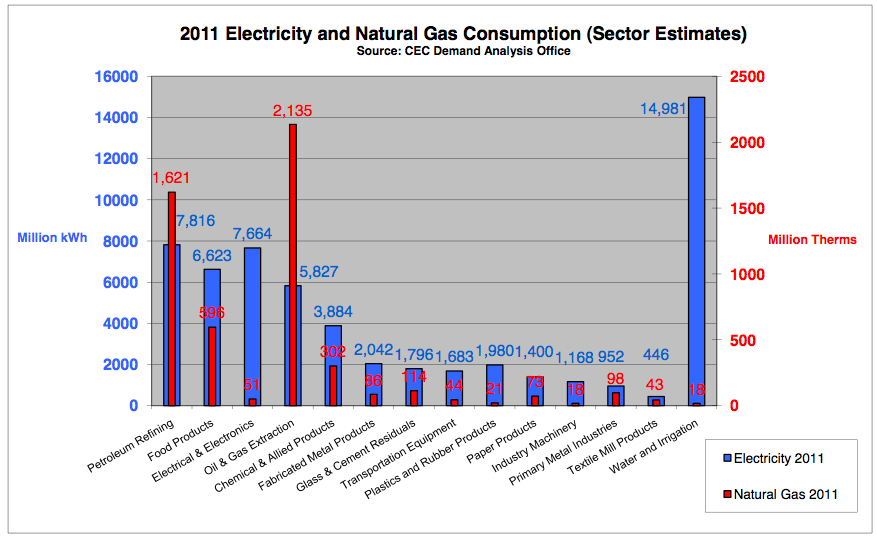 2011 Electricity and Natural Gas Consumption (Sector Estimates)
Source: CEC Demand Analysis Office
16000
14000
12000
10000
8000
6000
4000
2000
0
Million kWh
2500
2000
1500
1000
500
0
Million Therms
1,621
7,816
6,623
596
7,664
51
2,135
5,827
3,884
302
2,042
86
1,796
114
1,683
44
1,980
21
1,400
73
1,168
18
952
98
446
43
14,981
18
Petroleum Refining
Food Products
Electrical & Electronics
Oil & Gas Extraction
Chemical & Allied Products
Fabricated Metal Products
Glass & Cement Residuals
Transportation Equipment
Plastics and Rubber Products
Paper Products
Industry Machinery
Primary Metal Industries
Textile Mill Products
Water and Irrigation
Electricity 2011
Natural Gas 2011